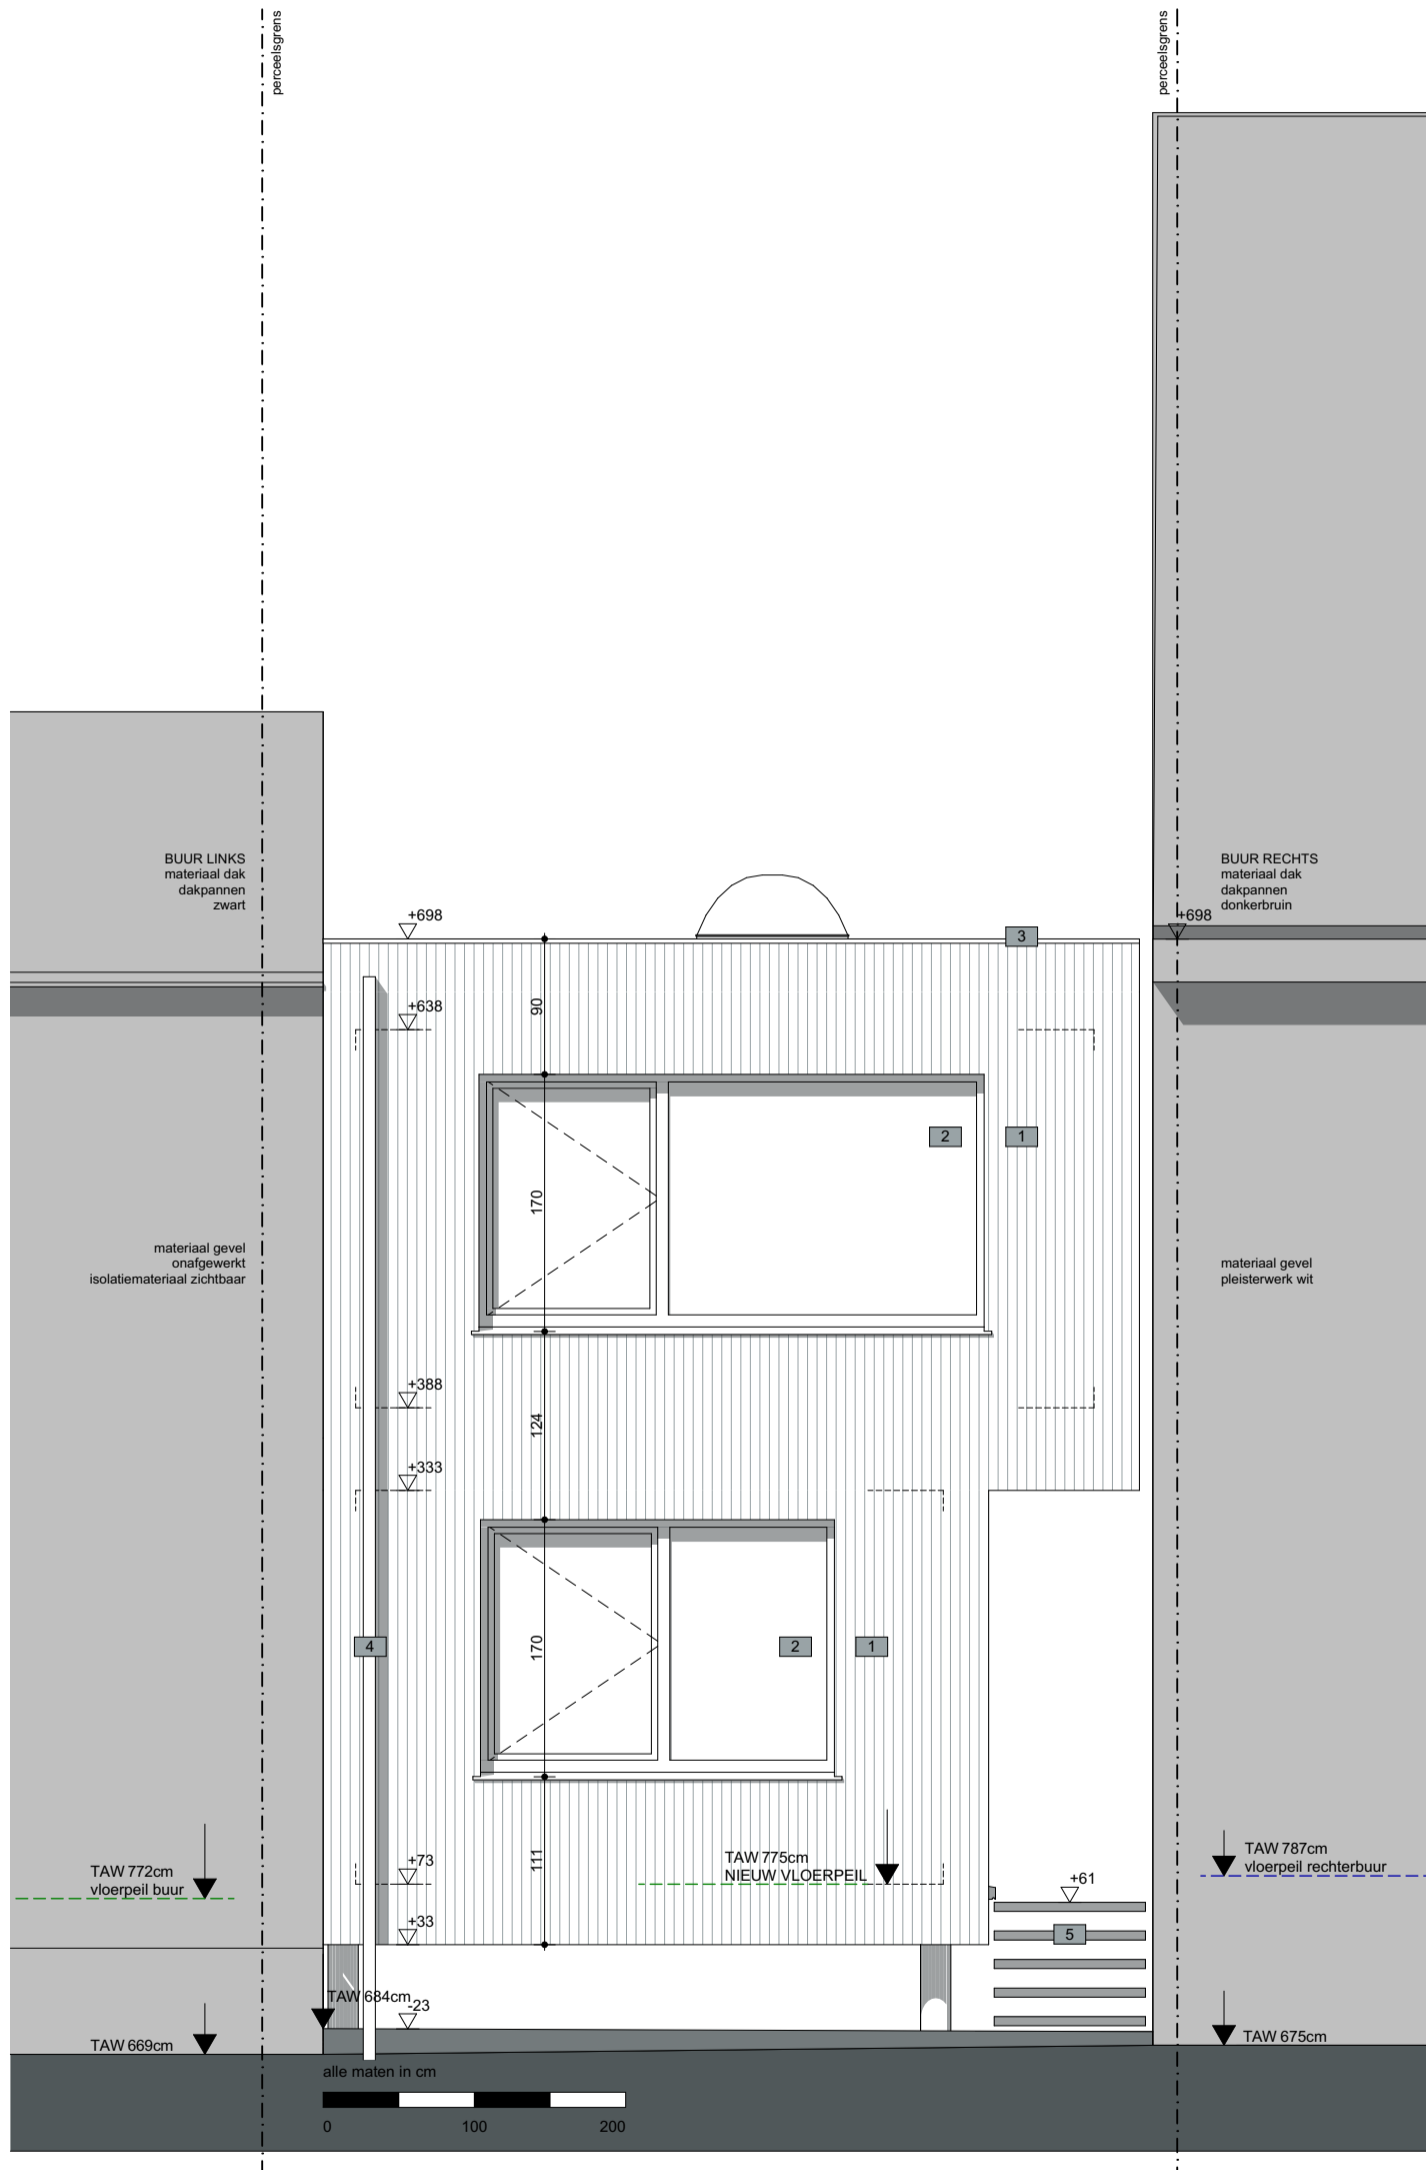 perceelsgrens
perceelsgrens
BUUR LINKS
materiaal dak
dakpannen
zwart
BUUR RECHTS
materiaal dak
dakpannen
donkerbruin
+698
+698
3
+638
90
2
1
170
materiaal gevel
onafgewerkt
isolatiemateriaal zichtbaar
materiaal gevel
pleisterwerk wit
+388
124
+333
4
170
2
1
TAW 772cm
vloerpeil buur
+73
111
TAW 775cm
NIEUW VLOERPEIL
+61
TAW 787cm
vloerpeil rechterbuur
+33
5
TAW 684cm
-23
TAW 669cm
TAW 675cm
alle maten in cm
0 100 200